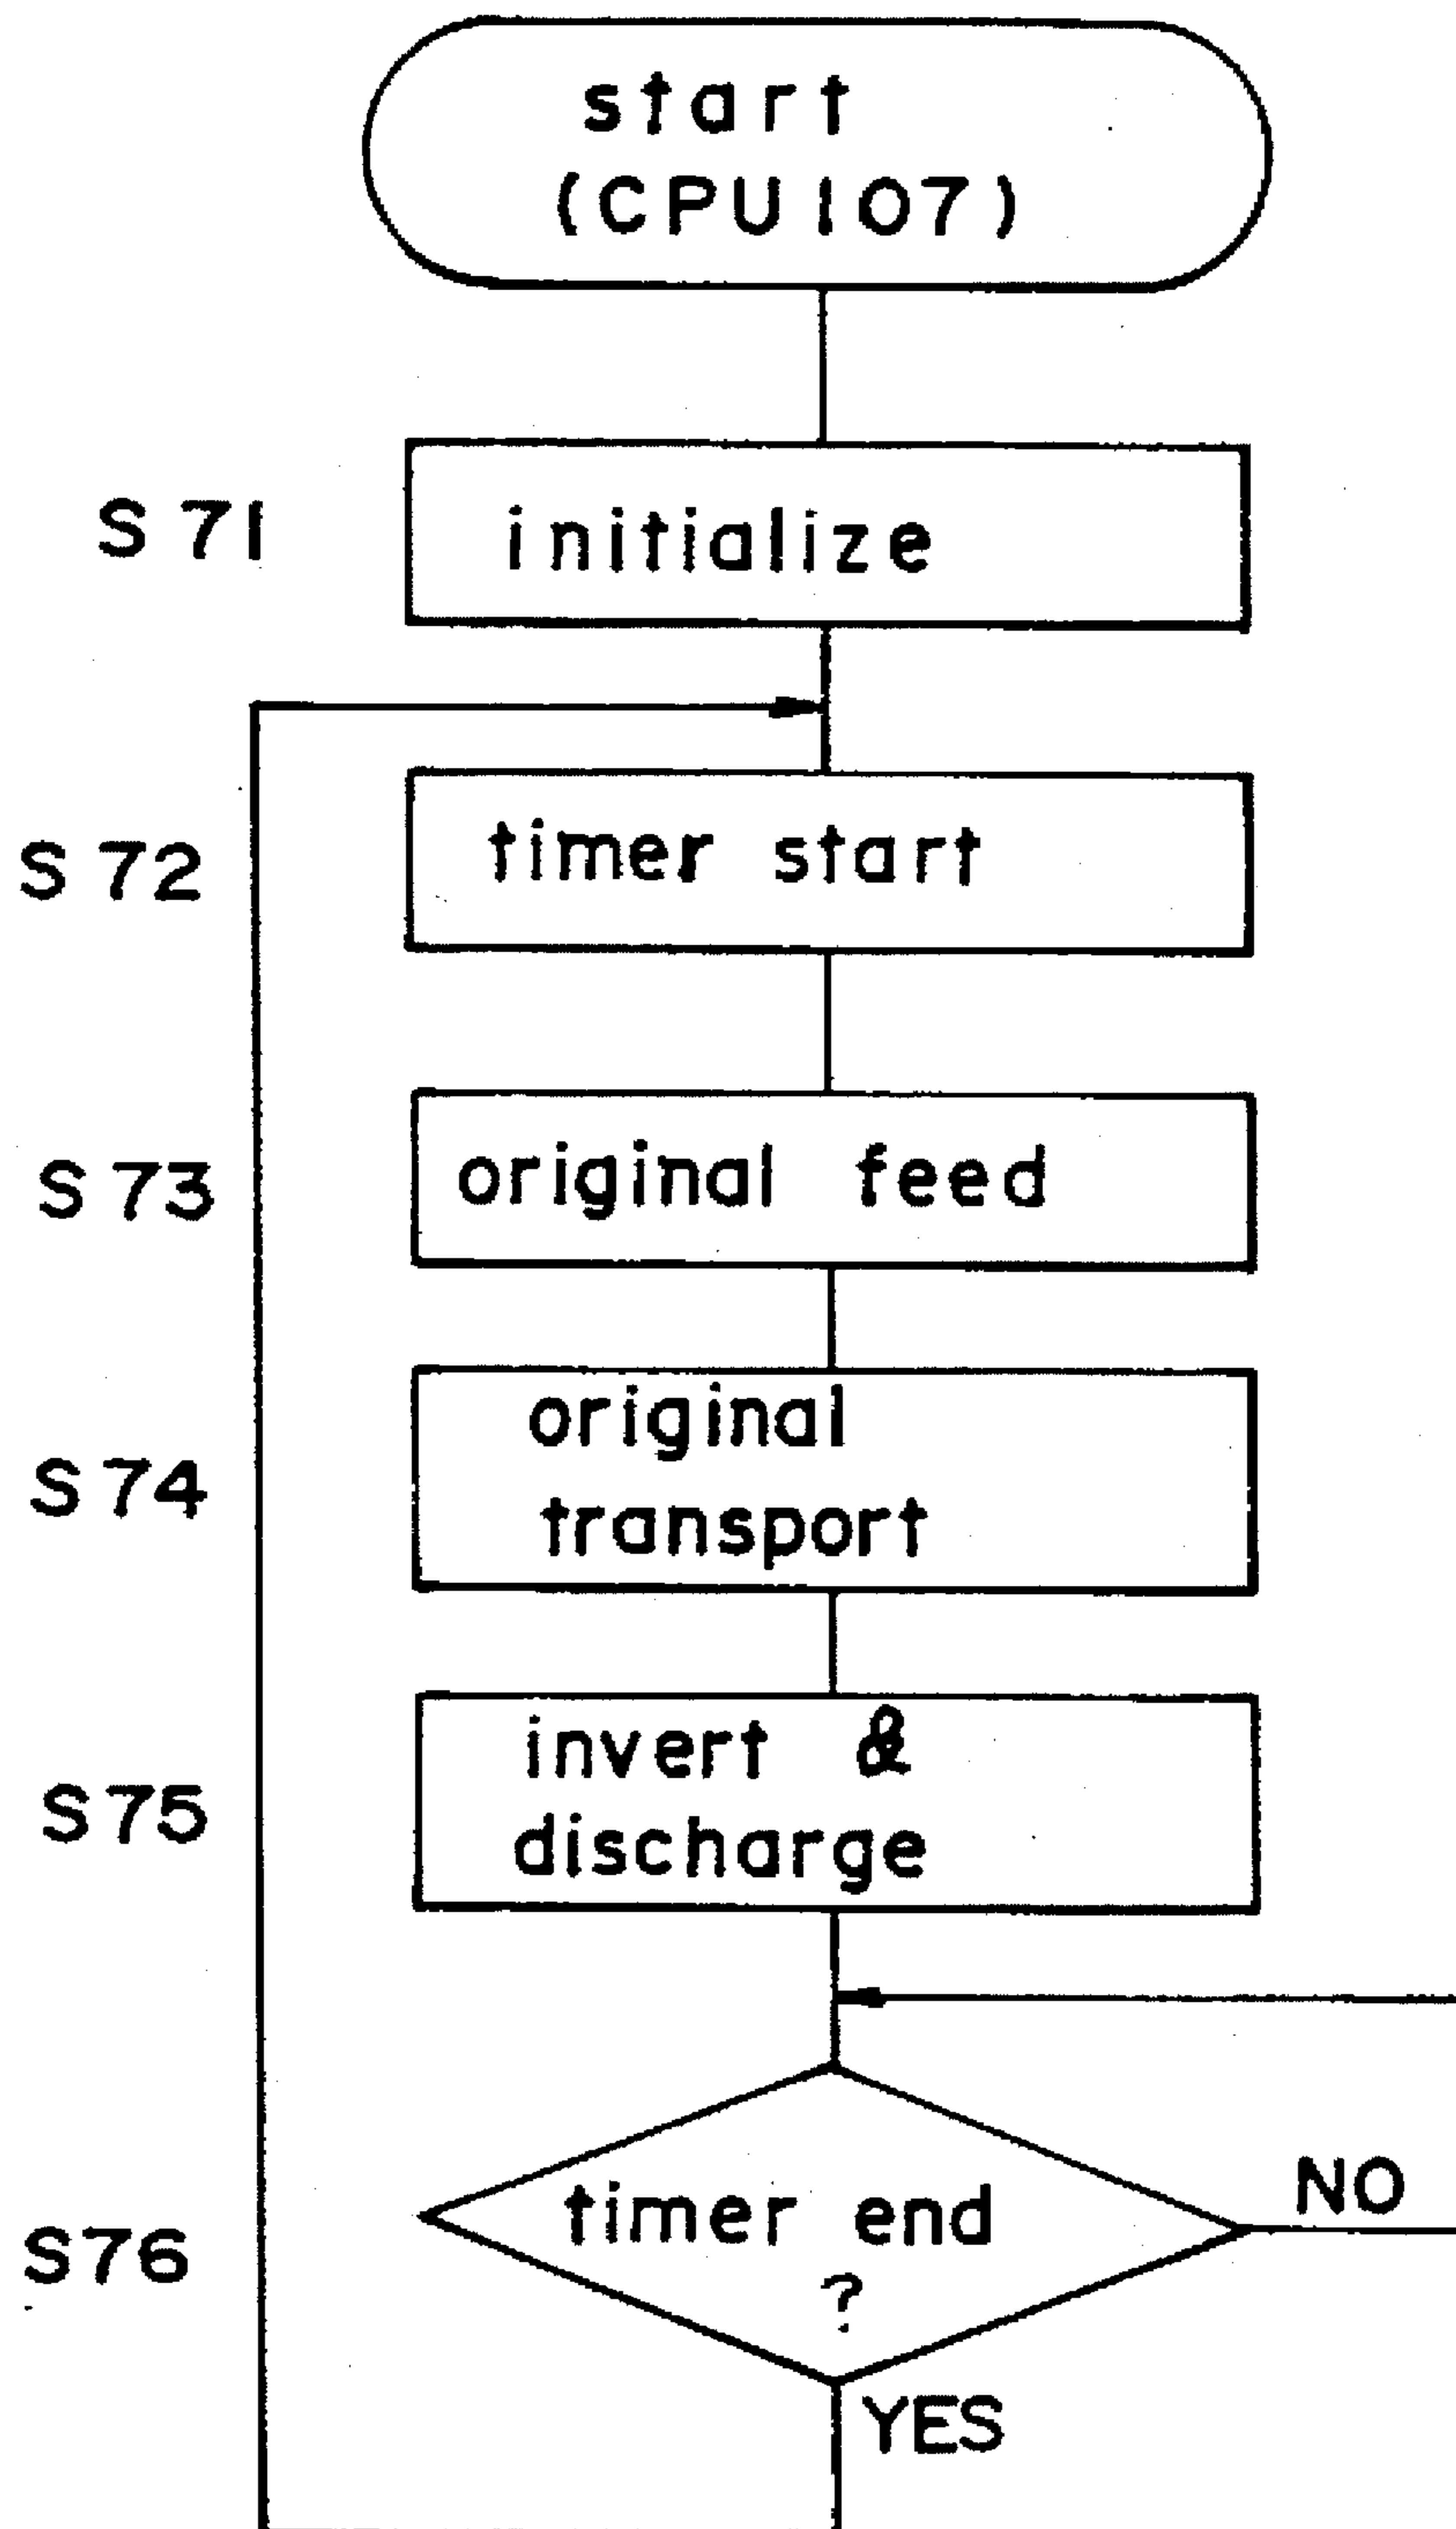 start
(CPU107)
S71
initialize
S72
timer start
S73
original feed
S74
original
transport
S75
invert &
discharge
S76
timer end
?
NO
YES